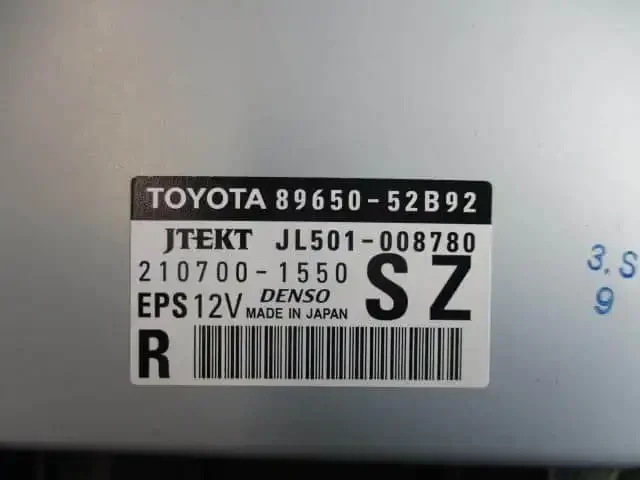 TOYOTA 89650-52B92
JTEKT JL501-008780
210700-1550
EPS 12V DENSO MADE IN JAPAN
SZ
R
3.S
9